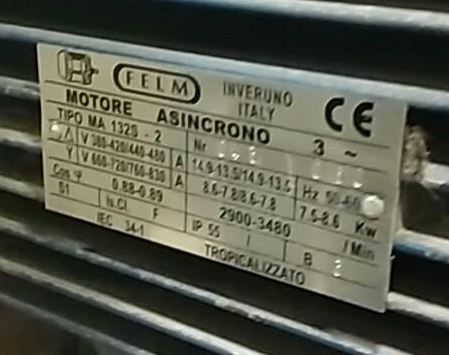 FELM INVERUNO ITALY CE
MOTORE ASINCRONO 3 ~
TIPO MA 132S - 2 Nr
Δ V 380-420/440-480 A 14.9-13.5/14.9-13.5 Hz 50-60
Y V 660-720/760-830 A 8.6-7.8/8.6-7.8 7.5-8.6 Kw
Cos φ 0.88-0.89 2900-3480 /Min
S1 Is.Cl. F IP 55 / B 3
IEC 34-1 TROPICALIZZATO